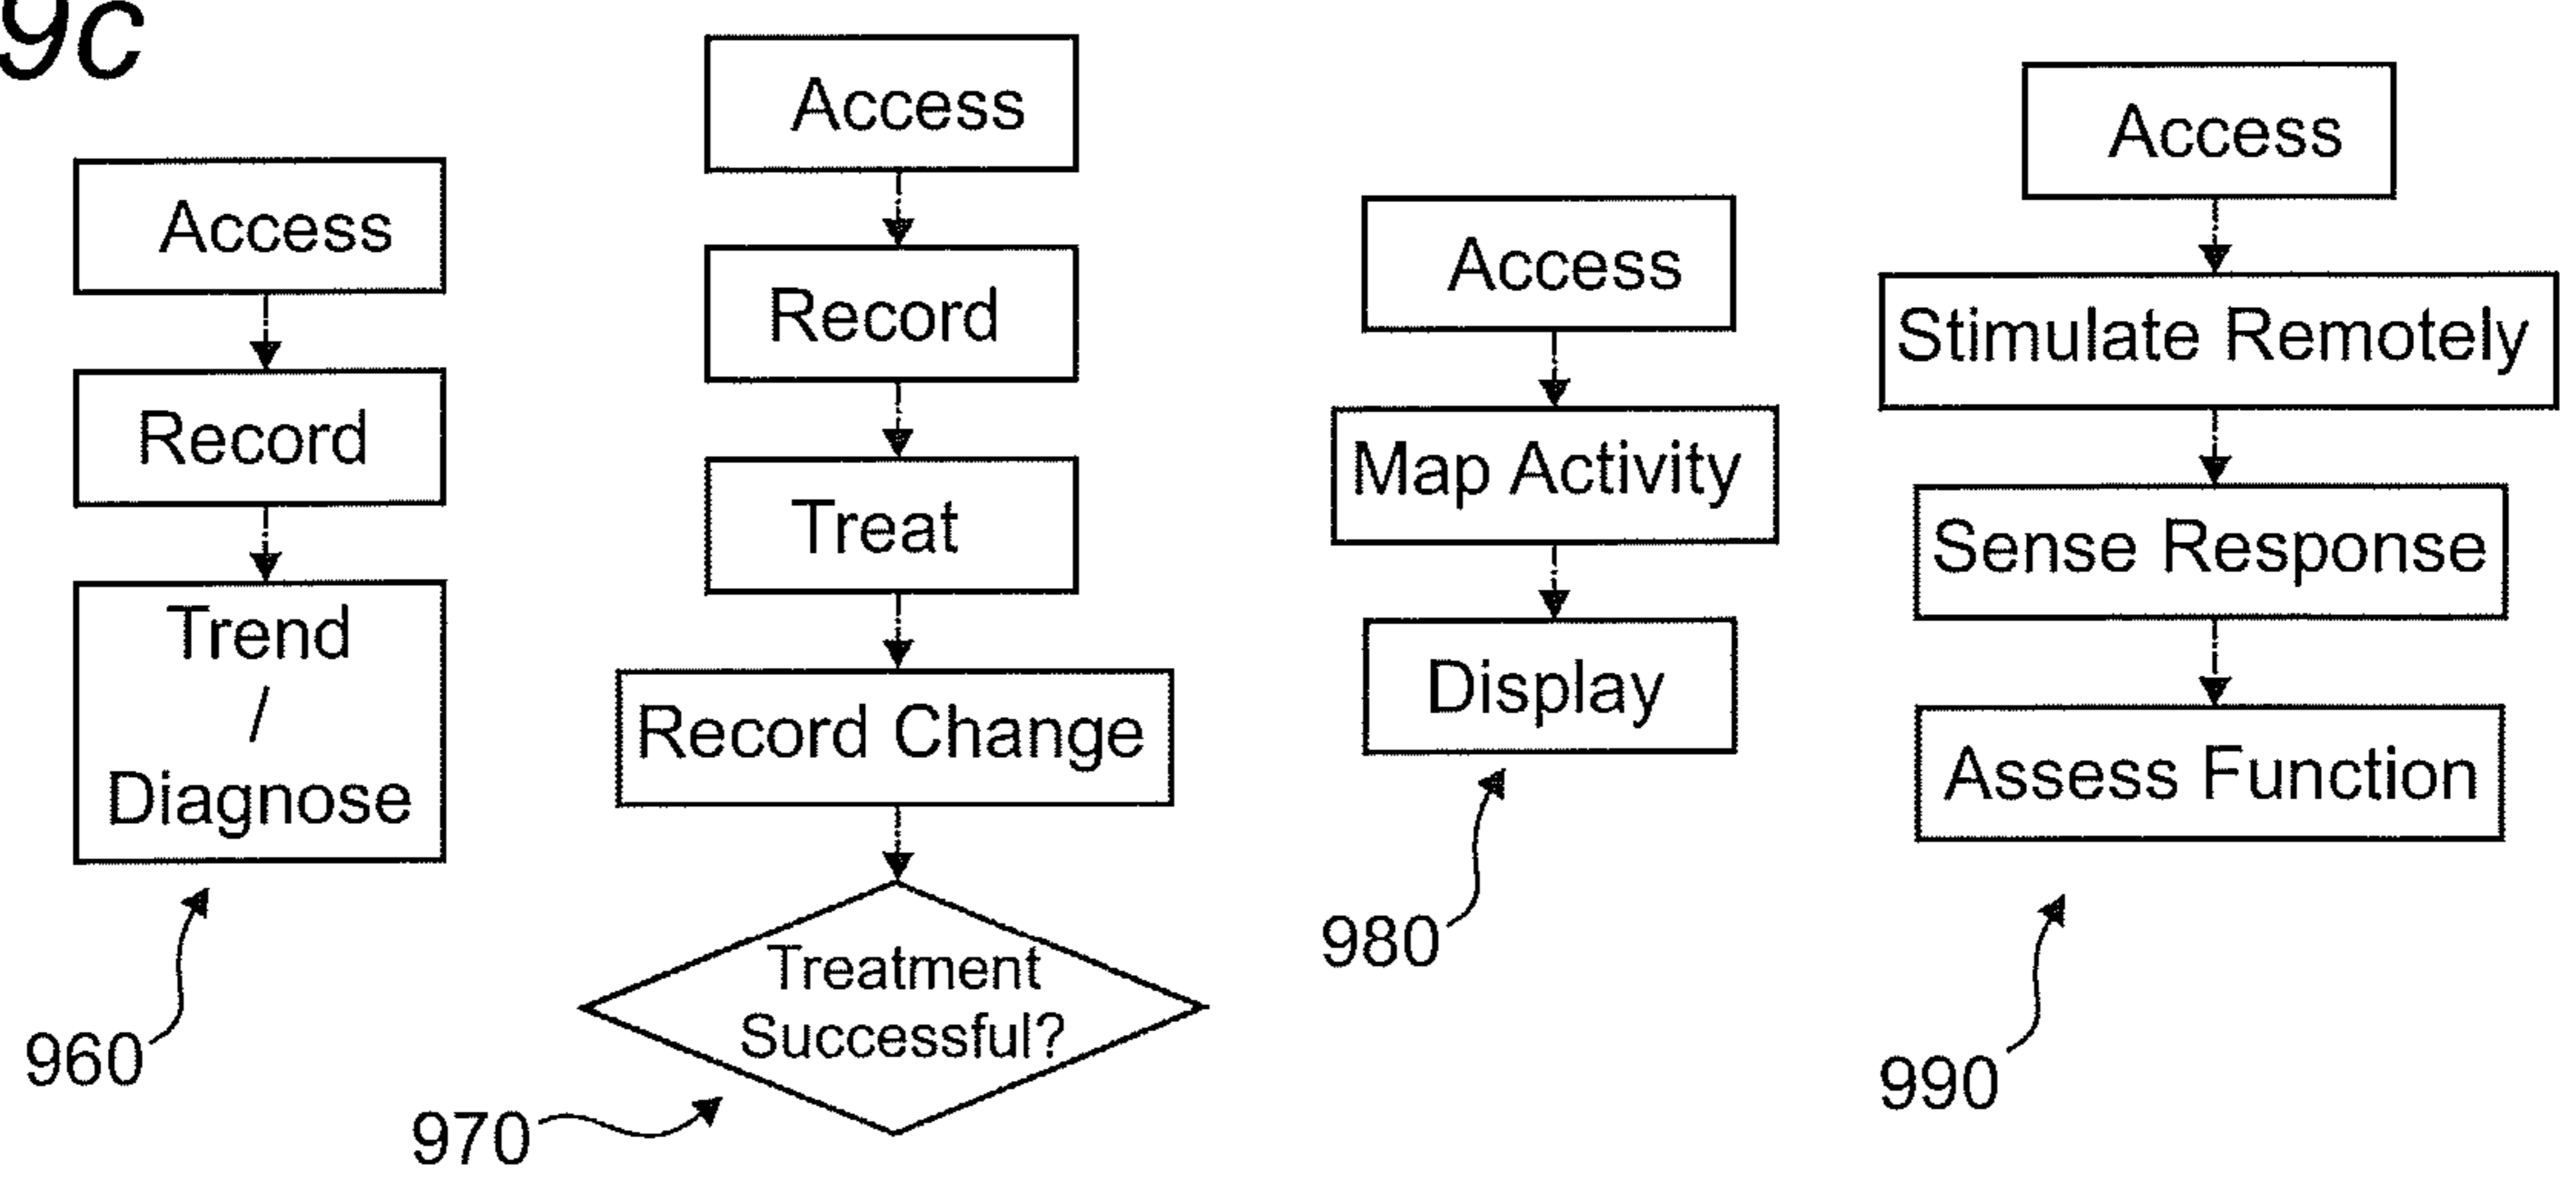 9c
Access
Record
Trend
/
Diagnose
960
Access
Record
Treat
Record Change
Treatment
Successful?
970
Access
Map Activity
Display
980
Access
Stimulate Remotely
Sense Response
Assess Function
990